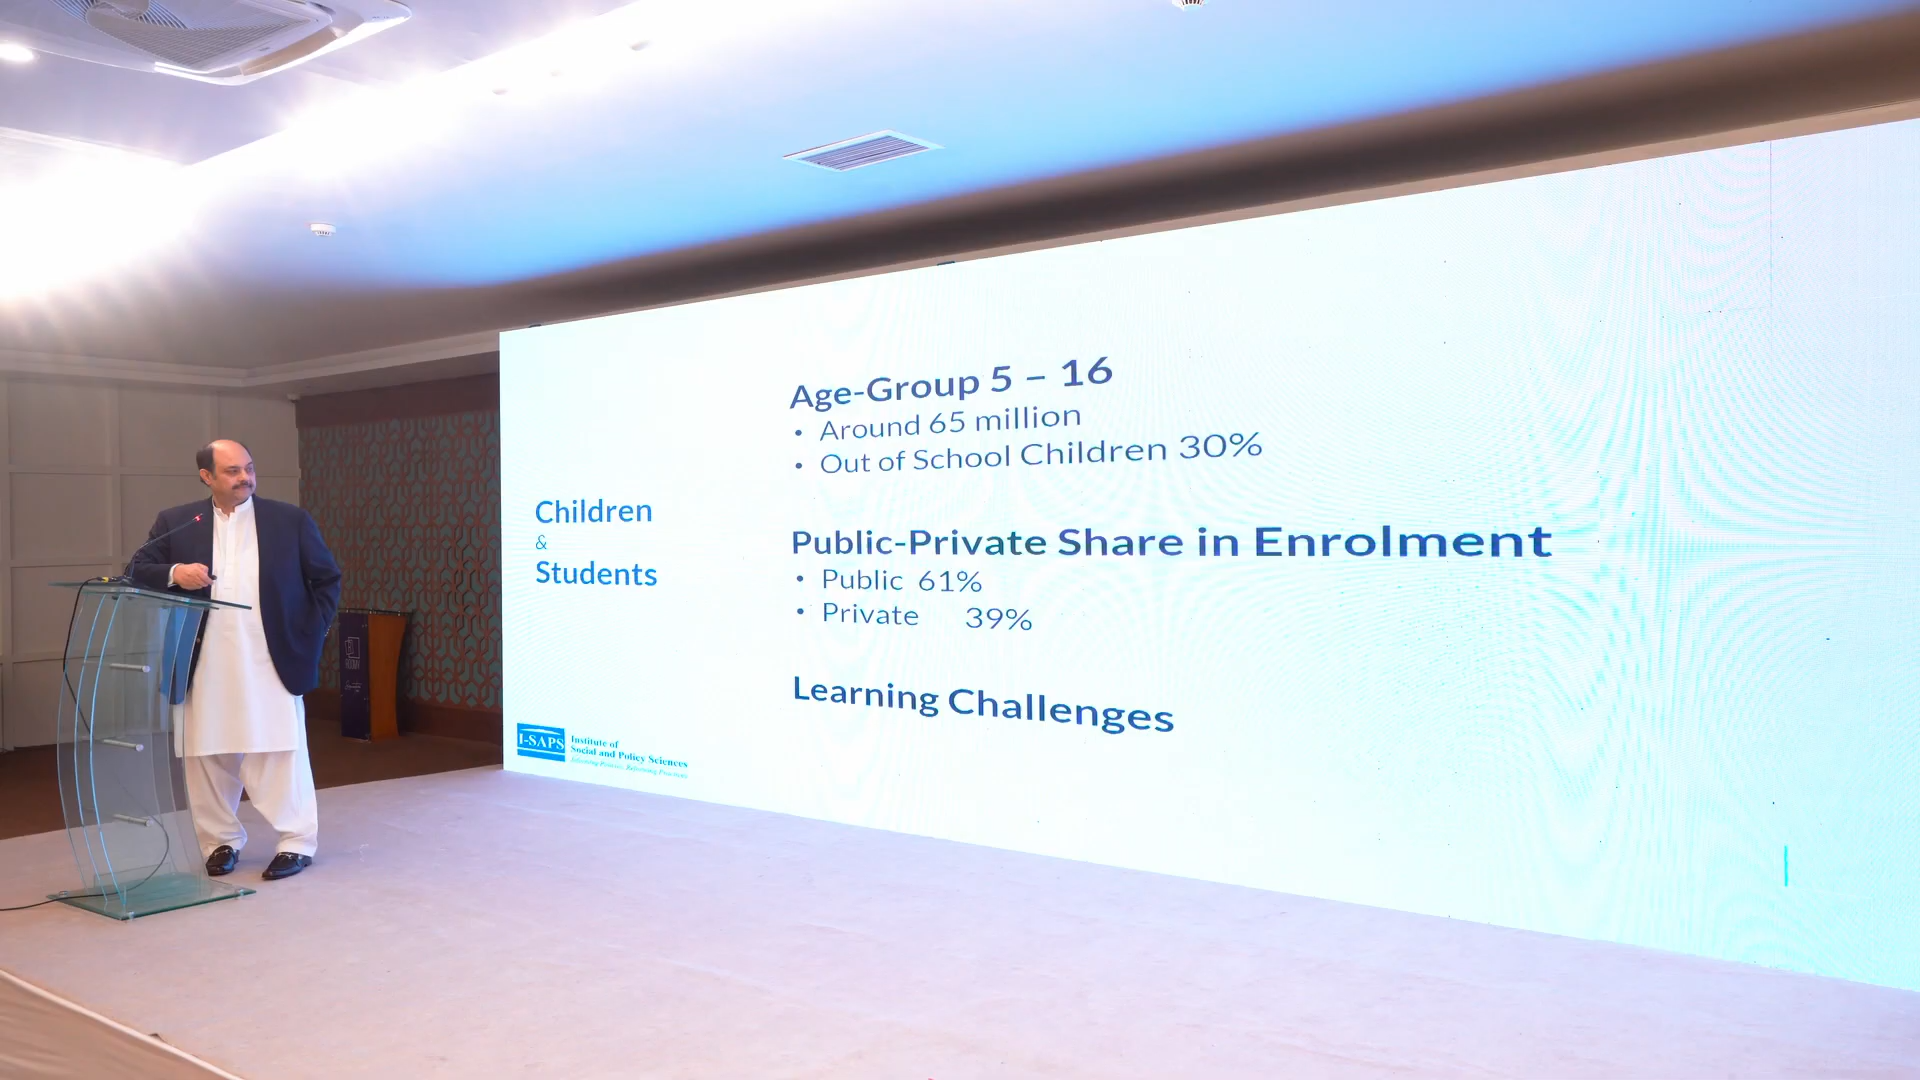 Children
&
Students
Age-Group 5 – 16
• Around 65 million
• Out of School Children 30%
Public-Private Share in Enrolment
• Public 61%
• Private 39%
Learning Challenges
I-SAPS
Institute of
Social and Policy Sciences